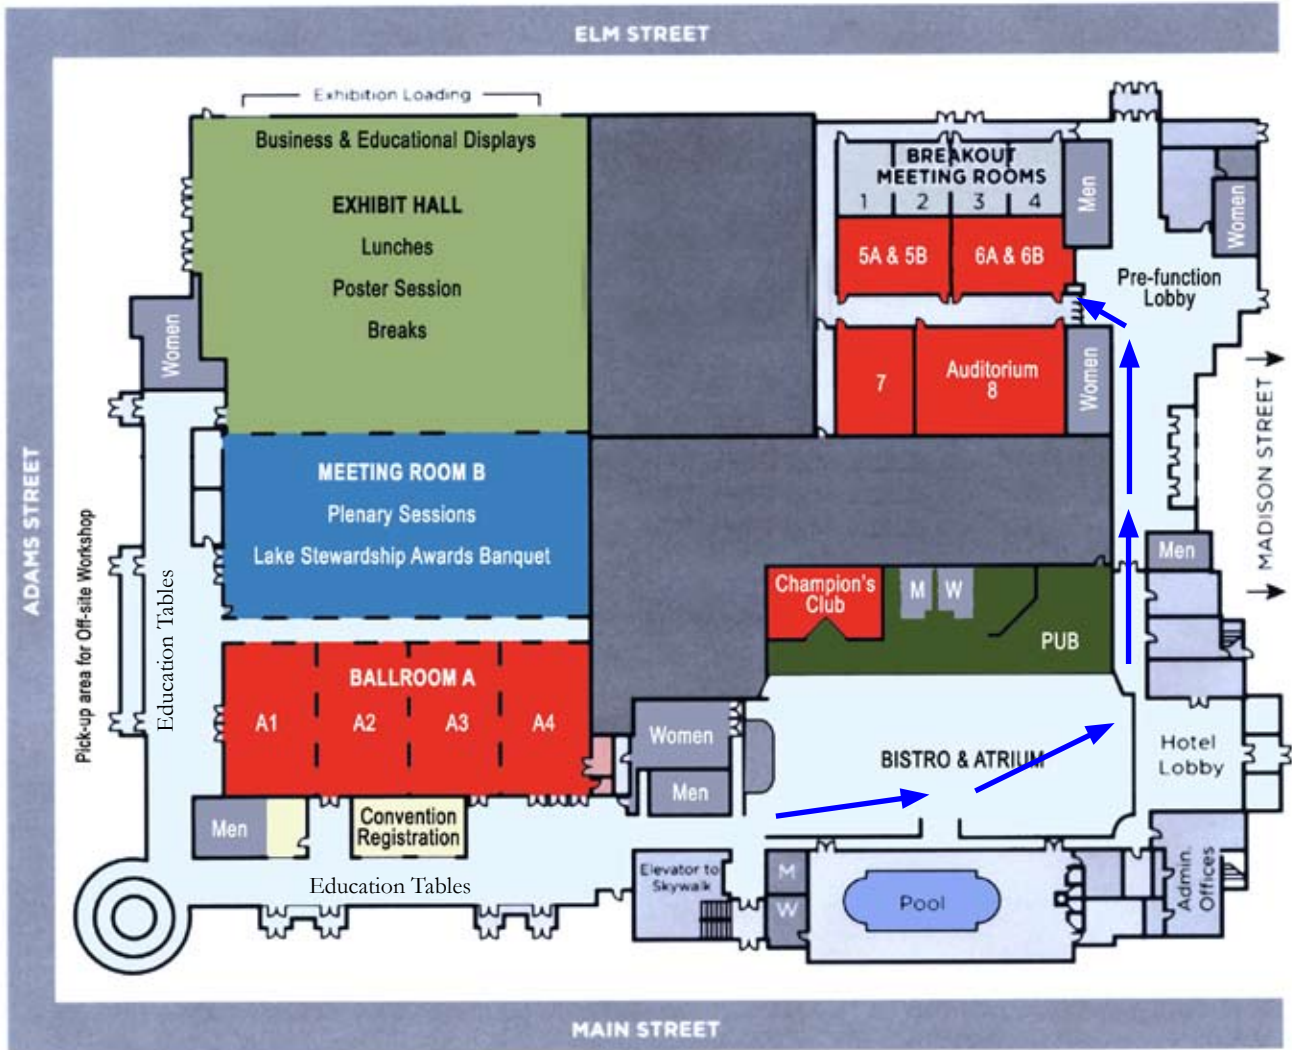 ELM STREET
Exhibition Loading
Business & Educational Displays
EXHIBIT HALL
Lunches
Poster Session
Breaks
BREAKOUT
MEETING ROOMS
1 2 3 4
Men
5A & 5B
6A & 6B
Women
Pre-function
Lobby
Women
7
Auditorium
8
Women
MADISON STREET
ADAMS STREET
Pick-up area for Off-site Workshop
Education Tables
MEETING ROOM B
Plenary Sessions
Lake Stewardship Awards Banquet
Men
Champion's
Club
M
W
PUB
BALLROOM A
A1
A2
A3
A4
Women
Men
BISTRO & ATRIUM
Hotel
Lobby
Men
Convention
Registration
Education Tables
Elevator to
Skywalk
M
W
Pool
Admin.
Offices
MAIN STREET